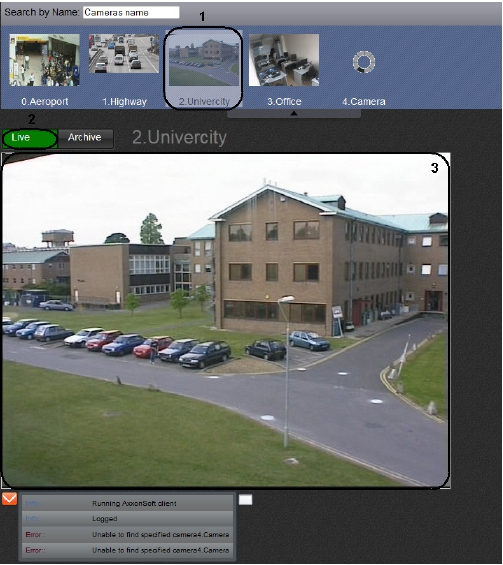 Search by Name: Cameras name
1
0.Aeroport 1.Highway 2.Univercity 3.Office 4.Camera
2
Live Archive 2.Univercity
3
Info: Running AxxonSoft client
Info: Logged
Error: Unable to find specified camera4.Camera
Error: Unable to find specified camera4.Camera